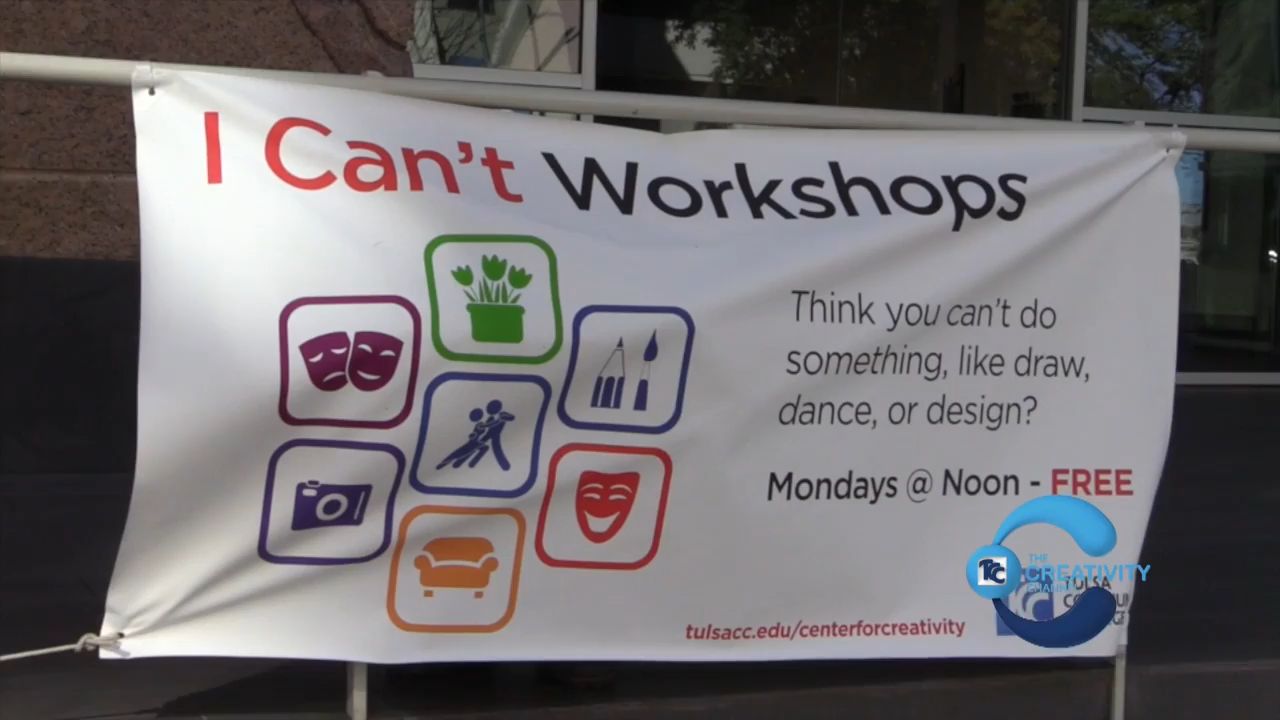 I Can't Workshops
Think you can't do
something, like draw,
dance, or design?
Mondays @ Noon - FREE
tulsacc.edu/centerforcreativity
TULSA
THE
CREATIVITY